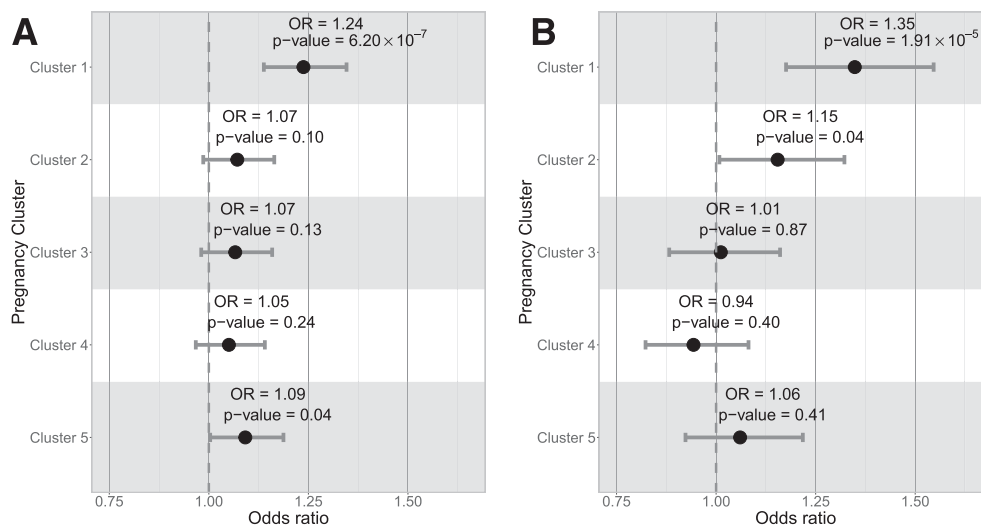 A
Pregnancy Cluster
OR = 1.24
p−value = 6.20×10⁻⁷
Cluster 1
OR = 1.07
p−value = 0.10
Cluster 2
OR = 1.07
p−value = 0.13
Cluster 3
OR = 1.05
p−value = 0.24
Cluster 4
OR = 1.09
p−value = 0.04
Cluster 5
0.75 1.00 1.25 1.50
Odds ratio
B
Pregnancy Cluster
OR = 1.35
p−value = 1.91×10⁻⁵
Cluster 1
OR = 1.15
p−value = 0.04
Cluster 2
OR = 1.01
p−value = 0.87
Cluster 3
OR = 0.94
p−value = 0.40
Cluster 4
OR = 1.06
p−value = 0.41
Cluster 5
0.75 1.00 1.25 1.50
Odds ratio